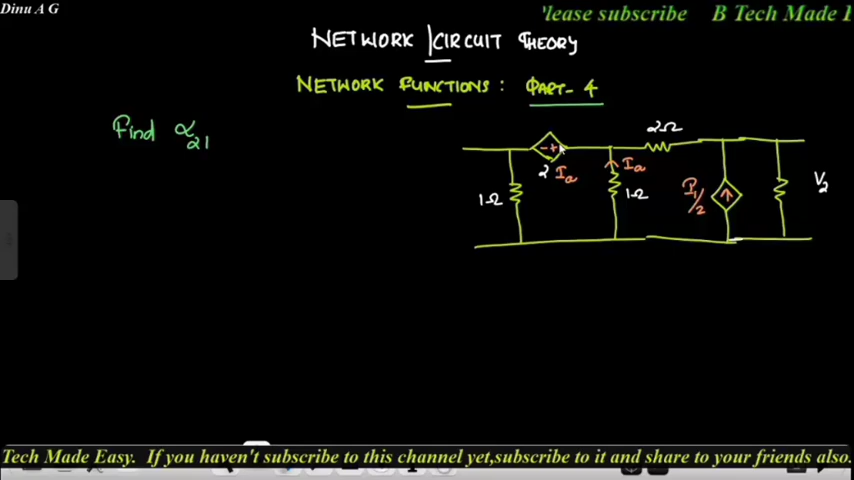 Dinu A G
lease subscribe B Tech Made
NETWORK | CIRCUIT THEORY
NETWORK FUNCTIONS: PART-4
Find α21
2Ω
- +
2 Ia
Ia
1Ω
1Ω
I1/2
V2
Tech Made Easy. If you haven't subscribe to this channel yet,subscribe to it and share to your friends also.